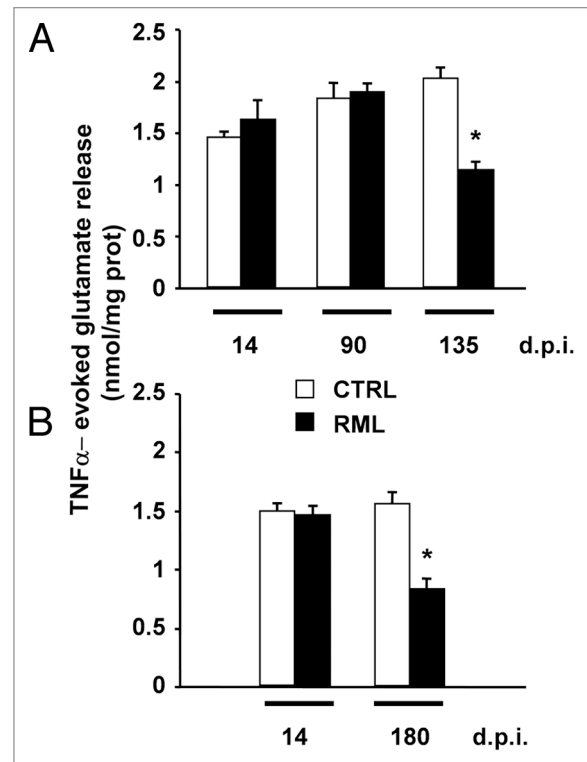 A
2.5
2
1.5
*
1
0.5
0
14 90 135 d.p.i.
TNFα– evoked glutamate release
(nmol/mg prot)
CTRL
RML
B
2.5
2
1.5
*
1
0.5
0
14 180 d.p.i.